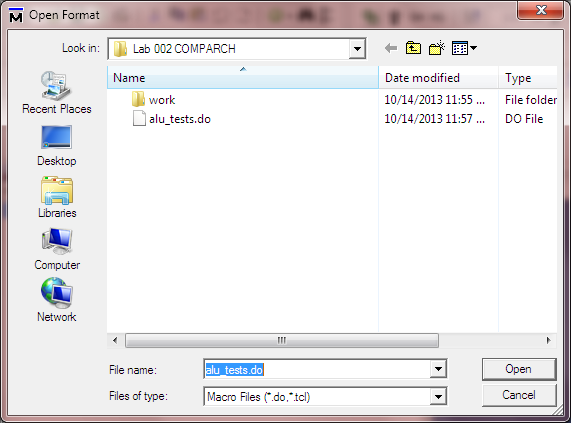 Open Format
Look in: Lab 002 COMPARCH
Name Date modified Type
work 10/14/2013 11:55 ... File folder
alu_tests.do 10/14/2013 11:57 ... DO File
Recent Places
Desktop
Libraries
Computer
Network
File name: alu_tests.do Open
Files of type: Macro Files (*.do,*.tcl) Cancel